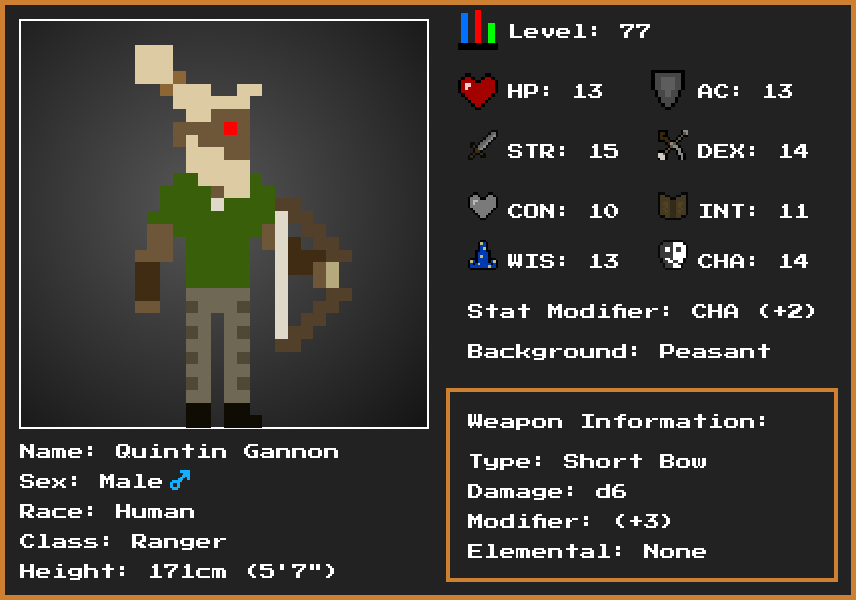 Level: 77
HP: 13 AC: 13
STR: 15 DEX: 14
CON: 10 INT: 11
WIS: 13 CHA: 14
Stat Modifier: CHA (+2)
Background: Peasant
Weapon Information:
Type: Short Bow
Damage: d6
Modifier: (+3)
Elemental: None
Name: Quintin Gannon
Sex: Male♂
Race: Human
Class: Ranger
Height: 171cm (5'7")